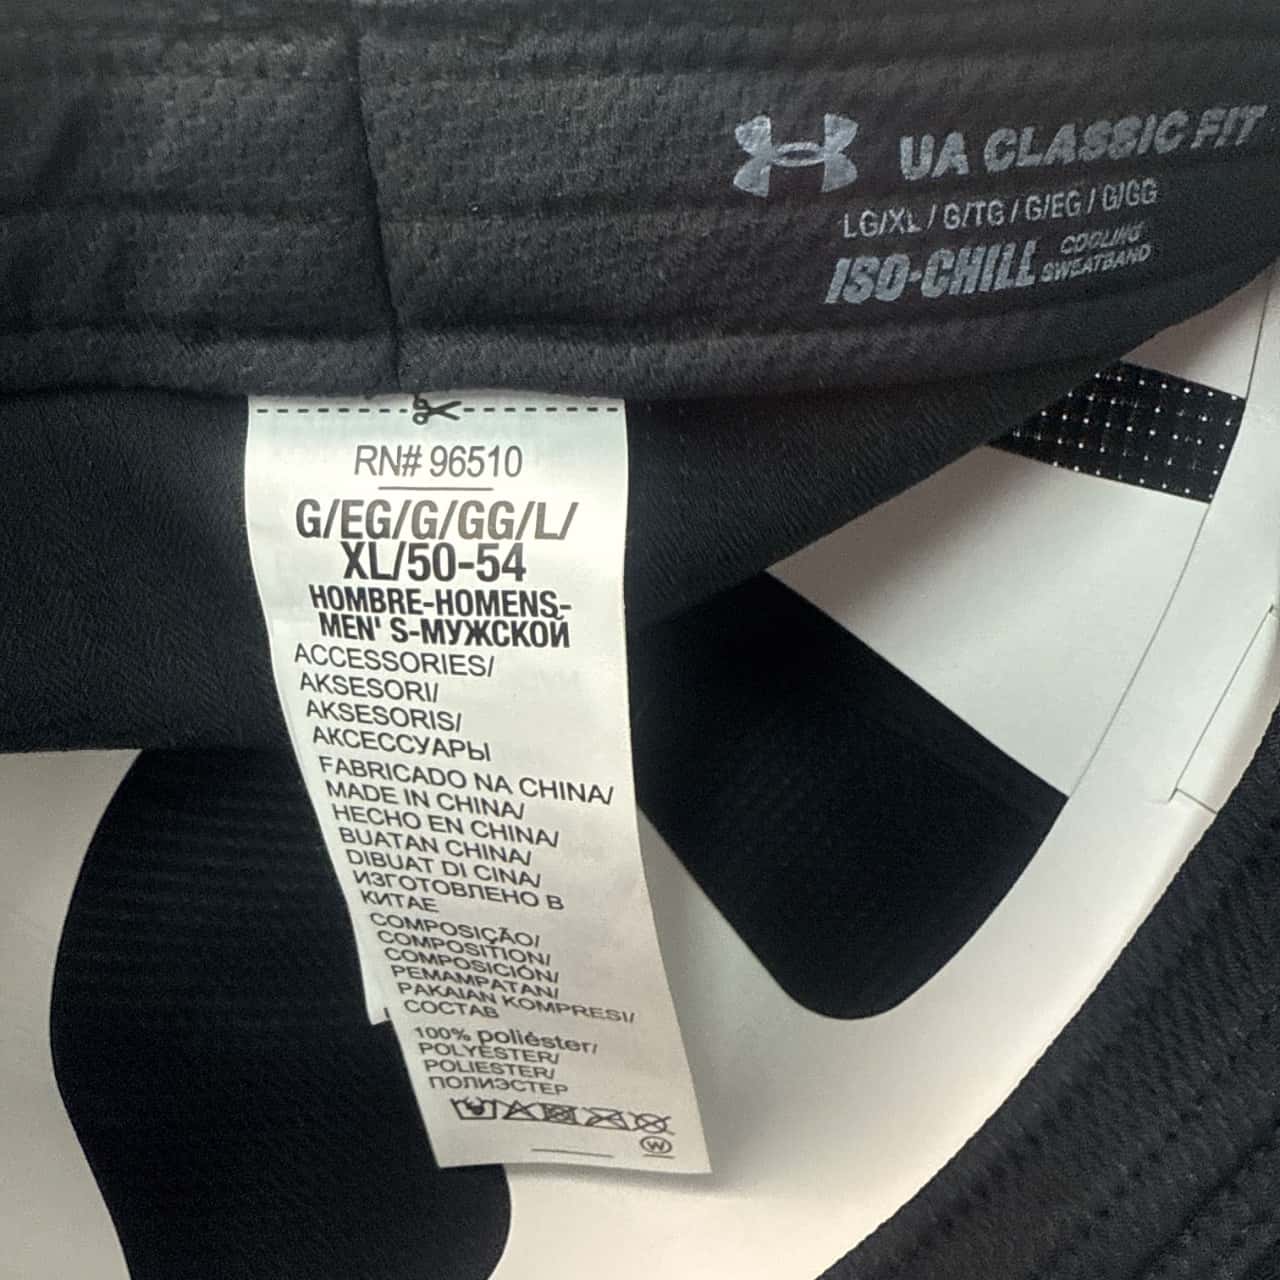 UA CLASSIC FIT
LG/XL / G/TG / G/EG / G/GG
ISO-CHILL COOLING SWEATBAND
RN# 96510
G/EG/G/GG/L/
XL/50-54
HOMBRE-HOMENS-
MEN' S-МУЖСКОЙ
ACCESSORIES/
AKSESORI/
AKSESORIS/
АКСЕССУАРЫ
FABRICADO NA CHINA/
MADE IN CHINA/
HECHO EN CHINA/
BUATAN CHINA/
DIBUAT DI CINA/
ИЗГОТОВЛЕНО В
КИТАЕ
COMPOSIÇÃO/
COMPOSITION/
COMPOSICIÓN/
PEMAMPATAN/
PAKAIAN KOMPRESI/
СОСТАВ
100% poliéster/
POLYESTER/
POLIESTER/
ПОЛИЭСТЕР
W